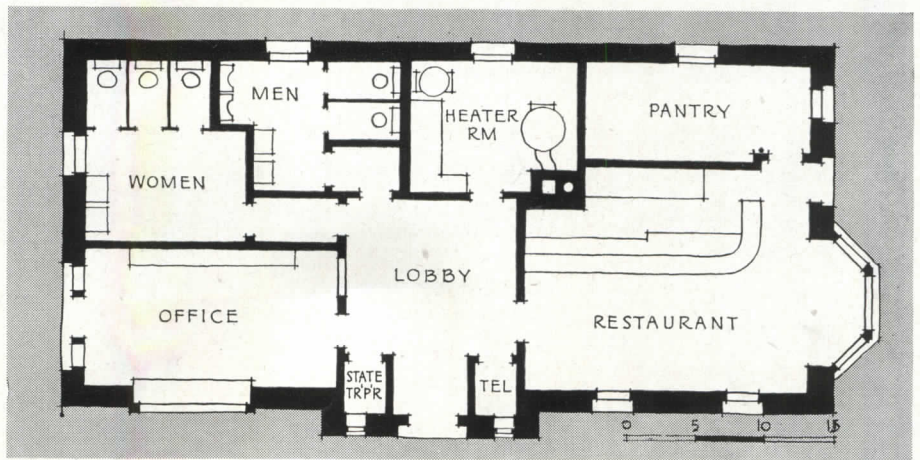 MEN
HEATER
RM
PANTRY
WOMEN
LOBBY
OFFICE
RESTAURANT
STATE
TR'P'R
TEL
0 5 10 15